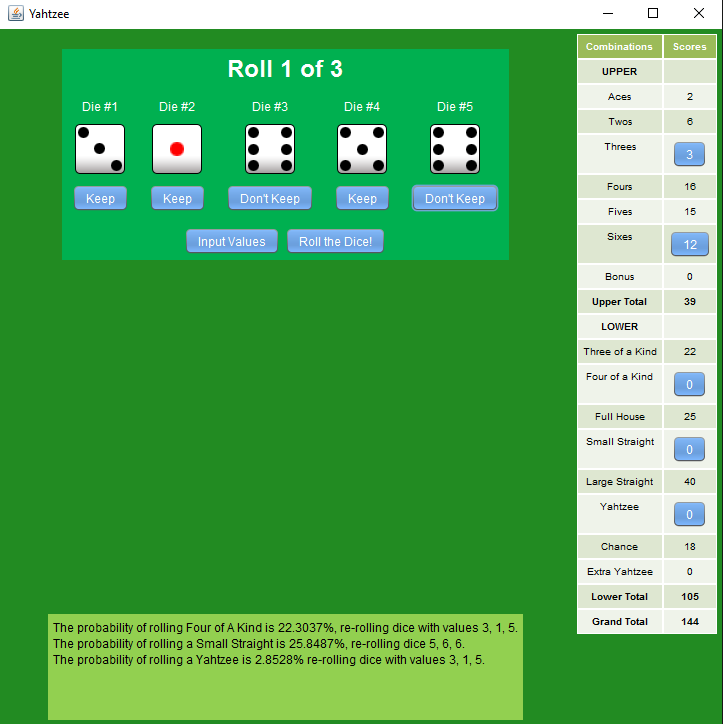 Yahtzee
Roll 1 of 3
Die #1 Die #2 Die #3 Die #4 Die #5
Keep Keep Don't Keep Keep Don't Keep
Input Values Roll the Dice!
Combinations Scores
UPPER
Aces 2
Twos 6
Threes 3
Fours 16
Fives 15
Sixes 12
Bonus 0
Upper Total 39
LOWER
Three of a Kind 22
Four of a Kind 0
Full House 25
Small Straight 0
Large Straight 40
Yahtzee 0
Chance 18
Extra Yahtzee 0
Lower Total 105
Grand Total 144
The probability of rolling Four of A Kind is 22.3037%, re-rolling dice with values 3, 1, 5.
The probability of rolling a Small Straight is 25.8487%, re-rolling dice 5, 6, 6.
The probability of rolling a Yahtzee is 2.8528% re-rolling dice with values 3, 1, 5.